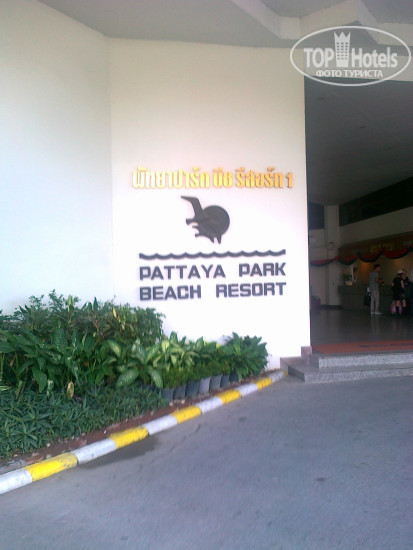 TOP Hotels
ФОТО ТУРИСТА
พัทยาปาร์ค บีช รีสอร์ท 1
PATTAYA PARK
BEACH RESORT